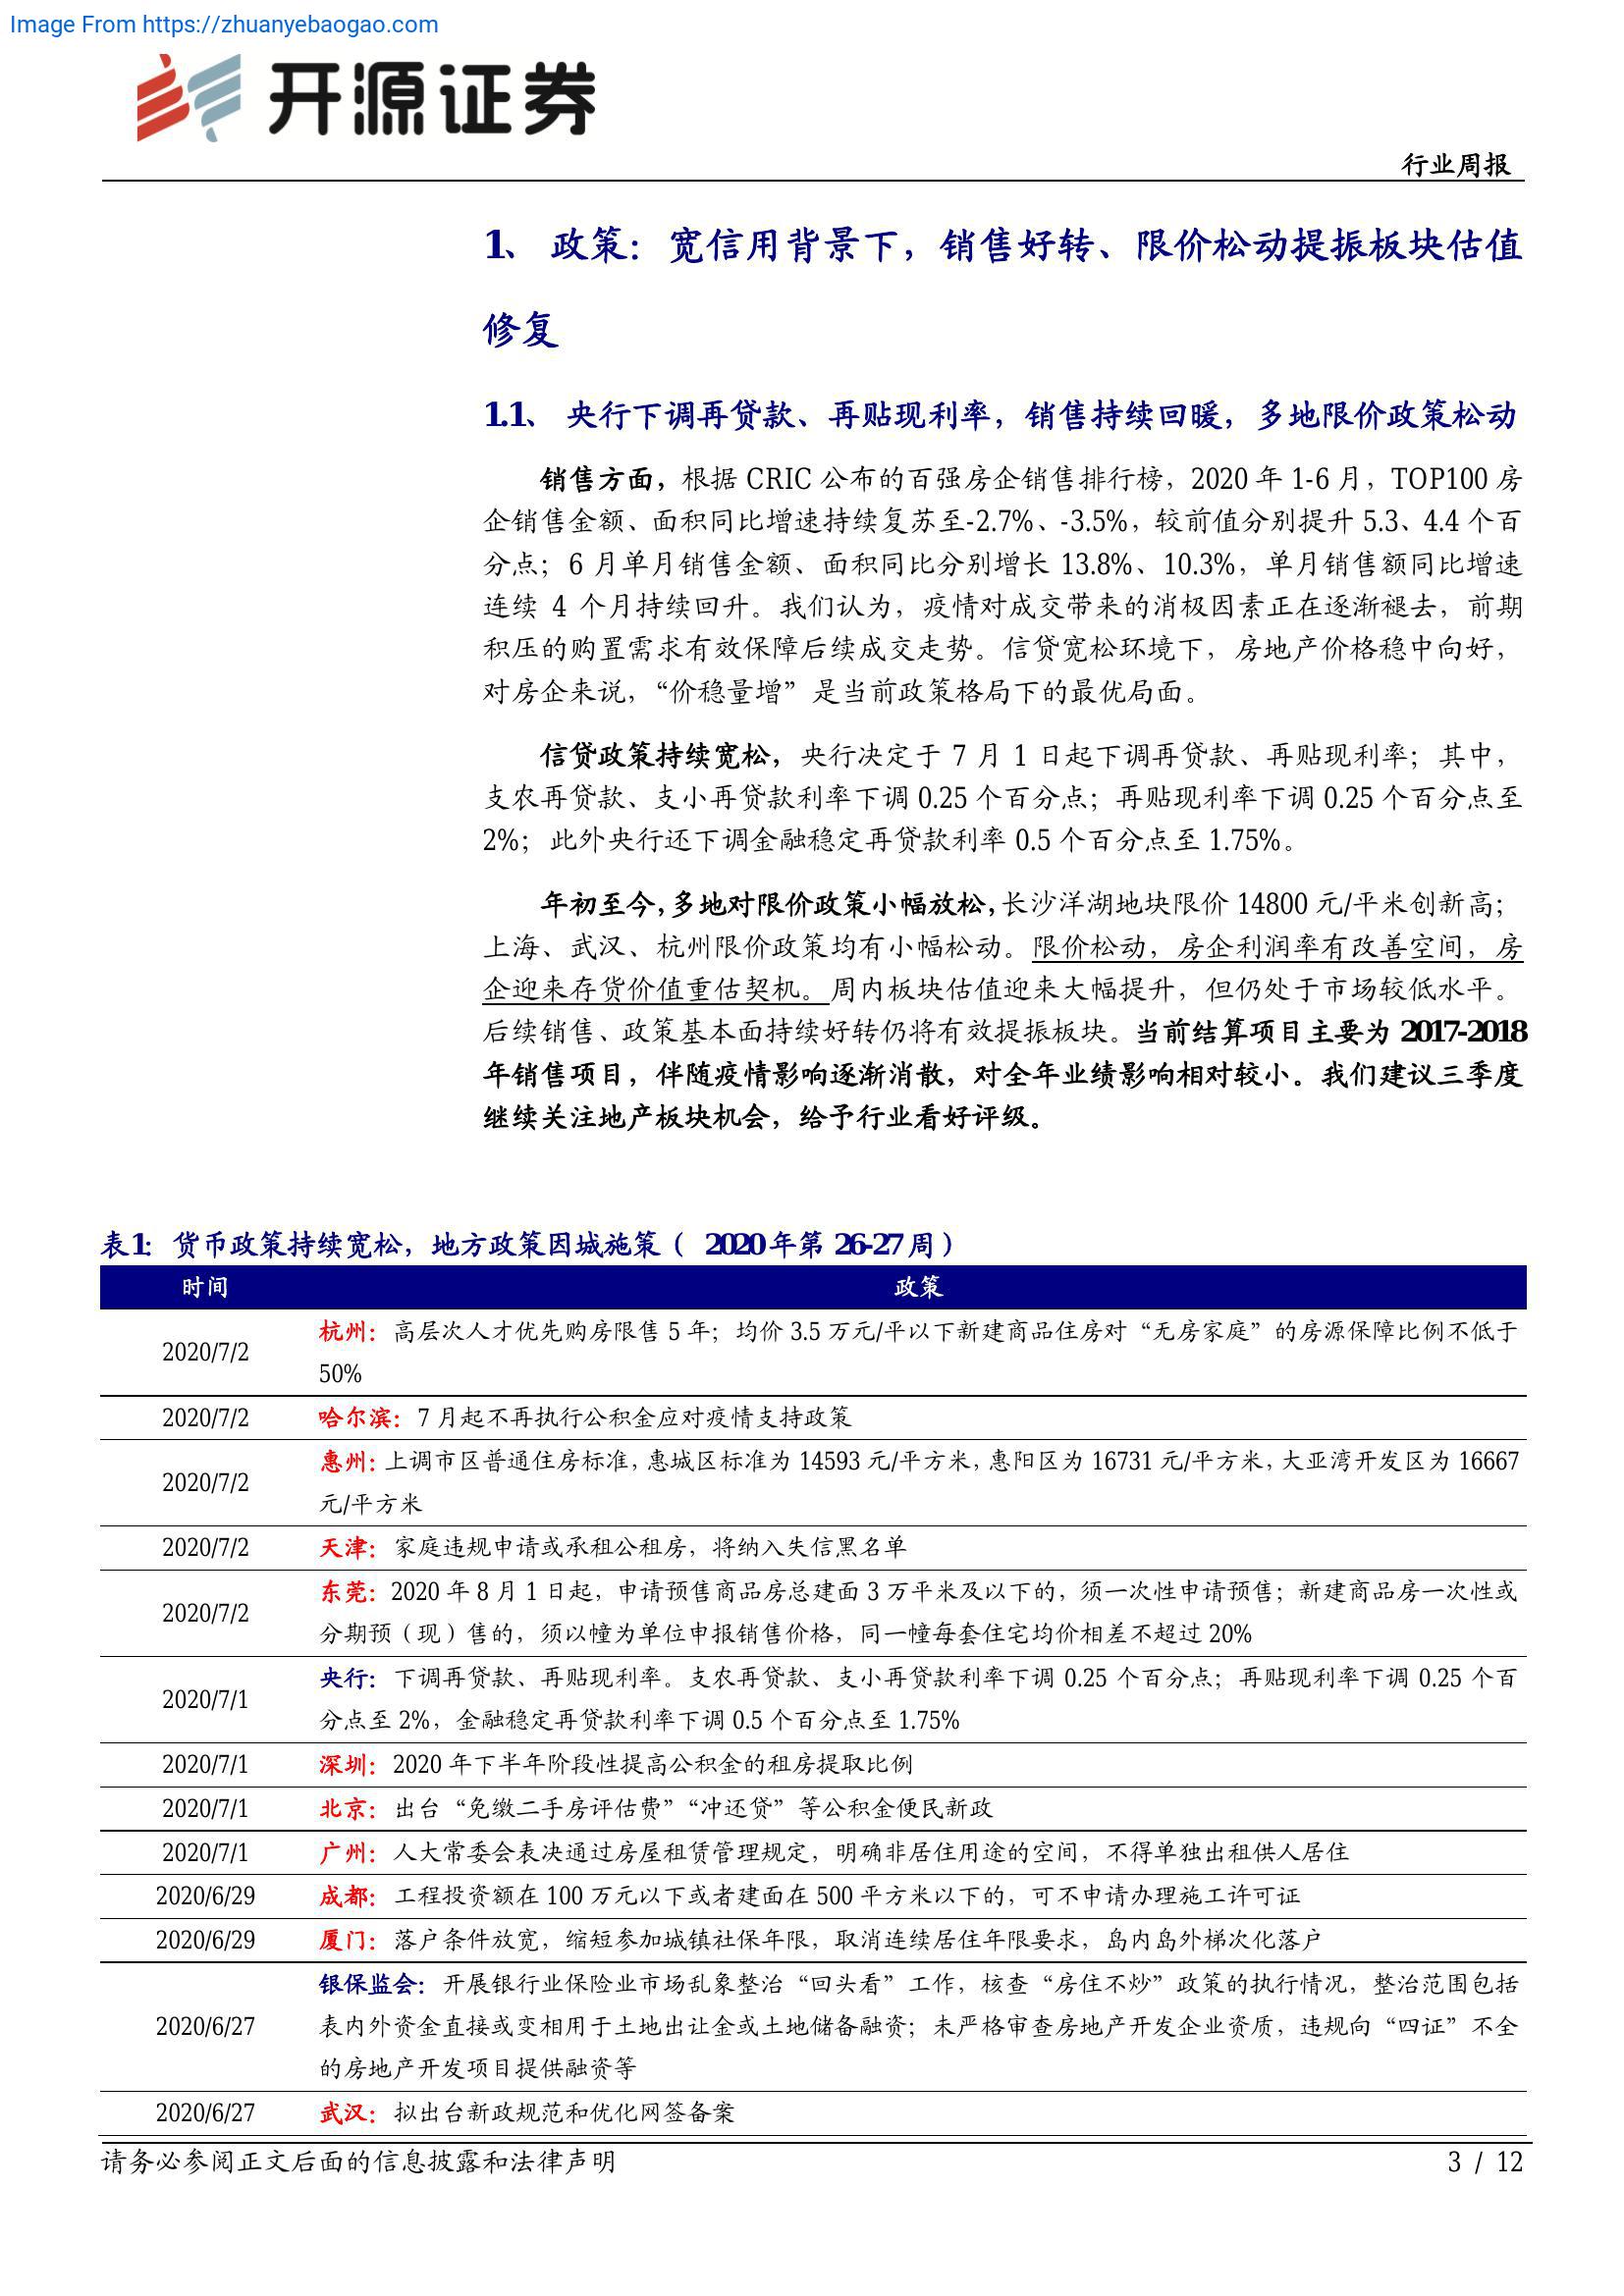 Image From https://zhuanyebaogao.com
开源证券
行业周报
1、 政策：宽信用背景下，销售好转、限价松动提振板块估值
修复
1.1、 央行下调再贷款、再贴现利率，销售持续回暖，多地限价政策松动
销售方面，根据 CRIC 公布的百强房企销售排行榜，2020 年 1-6 月，TOP100 房
企销售金额、面积同比增速持续复苏至-2.7%、-3.5%，较前值分别提升 5.3、4.4 个百
分点；6 月单月销售金额、面积同比分别增长 13.8%、10.3%，单月销售额同比增速
连续 4 个月持续回升。我们认为，疫情对成交带来的消极因素正在逐渐褪去，前期
积压的购置需求有效保障后续成交走势。信贷宽松环境下，房地产价格稳中向好，
对房企来说，“价稳量增”是当前政策格局下的最优局面。
信贷政策持续宽松，央行决定于 7 月 1 日起下调再贷款、再贴现利率；其中，
支农再贷款、支小再贷款利率下调 0.25 个百分点；再贴现利率下调 0.25 个百分点至
2%；此外央行还下调金融稳定再贷款利率 0.5 个百分点至 1.75%。
年初至今，多地对限价政策小幅放松，长沙洋湖地块限价 14800 元/平米创新高；
上海、武汉、杭州限价政策均有小幅松动。限价松动，房企利润率有改善空间，房
企迎来存货价值重估契机。周内板块估值迎来大幅提升，但仍处于市场较低水平。
后续销售、政策基本面持续好转仍将有效提振板块。当前结算项目主要为 2017-2018
年销售项目，伴随疫情影响逐渐消散，对全年业绩影响相对较小。我们建议三季度
继续关注地产板块机会，给予行业看好评级。
表1：货币政策持续宽松，地方政策因城施策（ 2020年第 26-27 周）
时间 政策
2020/7/2 杭州：高层次人才优先购房限售 5 年；均价 3.5 万元/平以下新建商品住房对“无房家庭”的房源保障比例不低于
50%
2020/7/2 哈尔滨：7 月起不再执行公积金应对疫情支持政策
2020/7/2 惠州：上调市区普通住房标准，惠城区标准为 14593 元/平方米，惠阳区为 16731 元/平方米，大亚湾开发区为 16667
元/平方米
2020/7/2 天津：家庭违规申请或承租公租房，将纳入失信黑名单
2020/7/2 东莞：2020 年 8 月 1 日起，申请预售商品房总建面 3 万平米及以下的，须一次性申请预售；新建商品房一次性或
分期预（现）售的，须以幢为单位申报销售价格，同一幢每套住宅均价相差不超过 20%
2020/7/1 央行：下调再贷款、再贴现利率。支农再贷款、支小再贷款利率下调 0.25 个百分点；再贴现利率下调 0.25 个百
分点至 2%，金融稳定再贷款利率下调 0.5 个百分点至 1.75%
2020/7/1 深圳：2020 年下半年阶段性提高公积金的租房提取比例
2020/7/1 北京：出台“免缴二手房评估费”“冲还贷”等公积金便民新政
2020/7/1 广州：人大常委会表决通过房屋租赁管理规定，明确非居住用途的空间，不得单独出租供人居住
2020/6/29 成都：工程投资额在 100 万元以下或者建面在 500 平方米以下的，可不申请办理施工许可证
2020/6/29 厦门：落户条件放宽，缩短参加城镇社保年限，取消连续居住年限要求，岛内岛外梯次化落户
2020/6/27 银保监会：开展银行业保险业市场乱象整治“回头看”工作，核查“房住不炒”政策的执行情况，整治范围包括
表内外资金直接或变相用于土地出让金或土地储备融资；未严格审查房地产开发企业资质，违规向“四证”不全
的房地产开发项目提供融资等
2020/6/27 武汉：拟出台新政规范和优化网签备案
请务必参阅正文后面的信息披露和法律声明 3 / 12